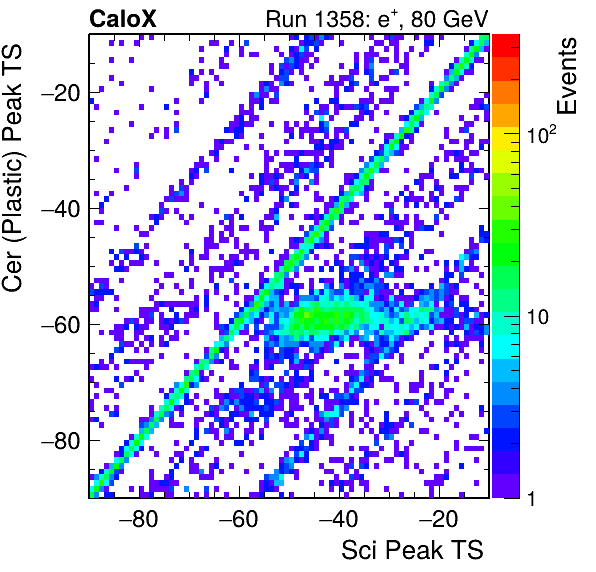 CaloX Run 1358: e⁺, 80 GeV
Events
Cer (Plastic) Peak TS
−20
−40
−60
−80
10²
10
1
−80 −60 −40 −20
Sci Peak TS